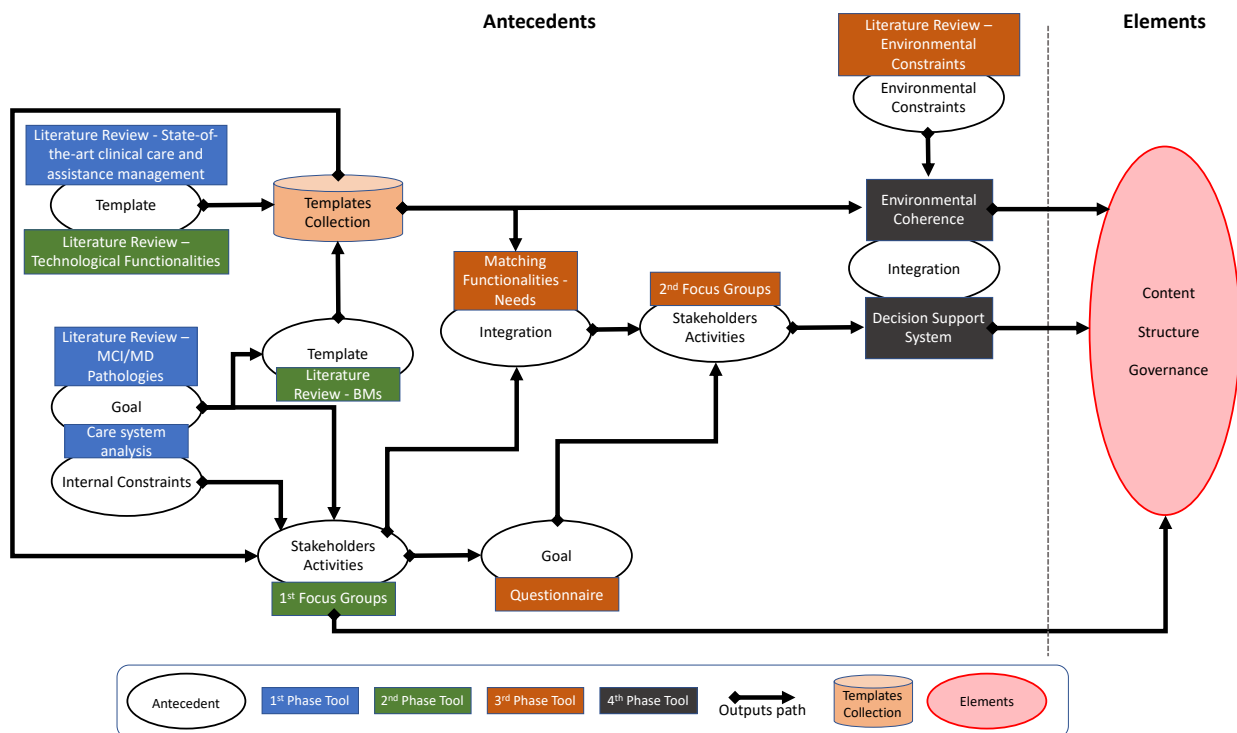 Antecedents
Elements
Literature Review –
Environmental
Constraints
Environmental
Constraints
Literature Review - State-of-
the-art clinical care and
assistance management
Template
Literature Review –
Technological Functionalities
Templates
Collection
Environmental
Coherence
Integration
Decision Support
System
Matching
Functionalities -
Needs
Integration
2nd Focus Groups
Stakeholders
Activities
Content
Structure
Governance
Literature Review –
MCI/MD
Pathologies
Goal
Care system
analysis
Internal Constraints
Template
Literature
Review - BMs
Stakeholders
Activities
1st Focus Groups
Goal
Questionnaire
Antecedent
1st Phase Tool
2nd Phase Tool
3rd Phase Tool
4th Phase Tool
Outputs path
Templates
Collection
Elements